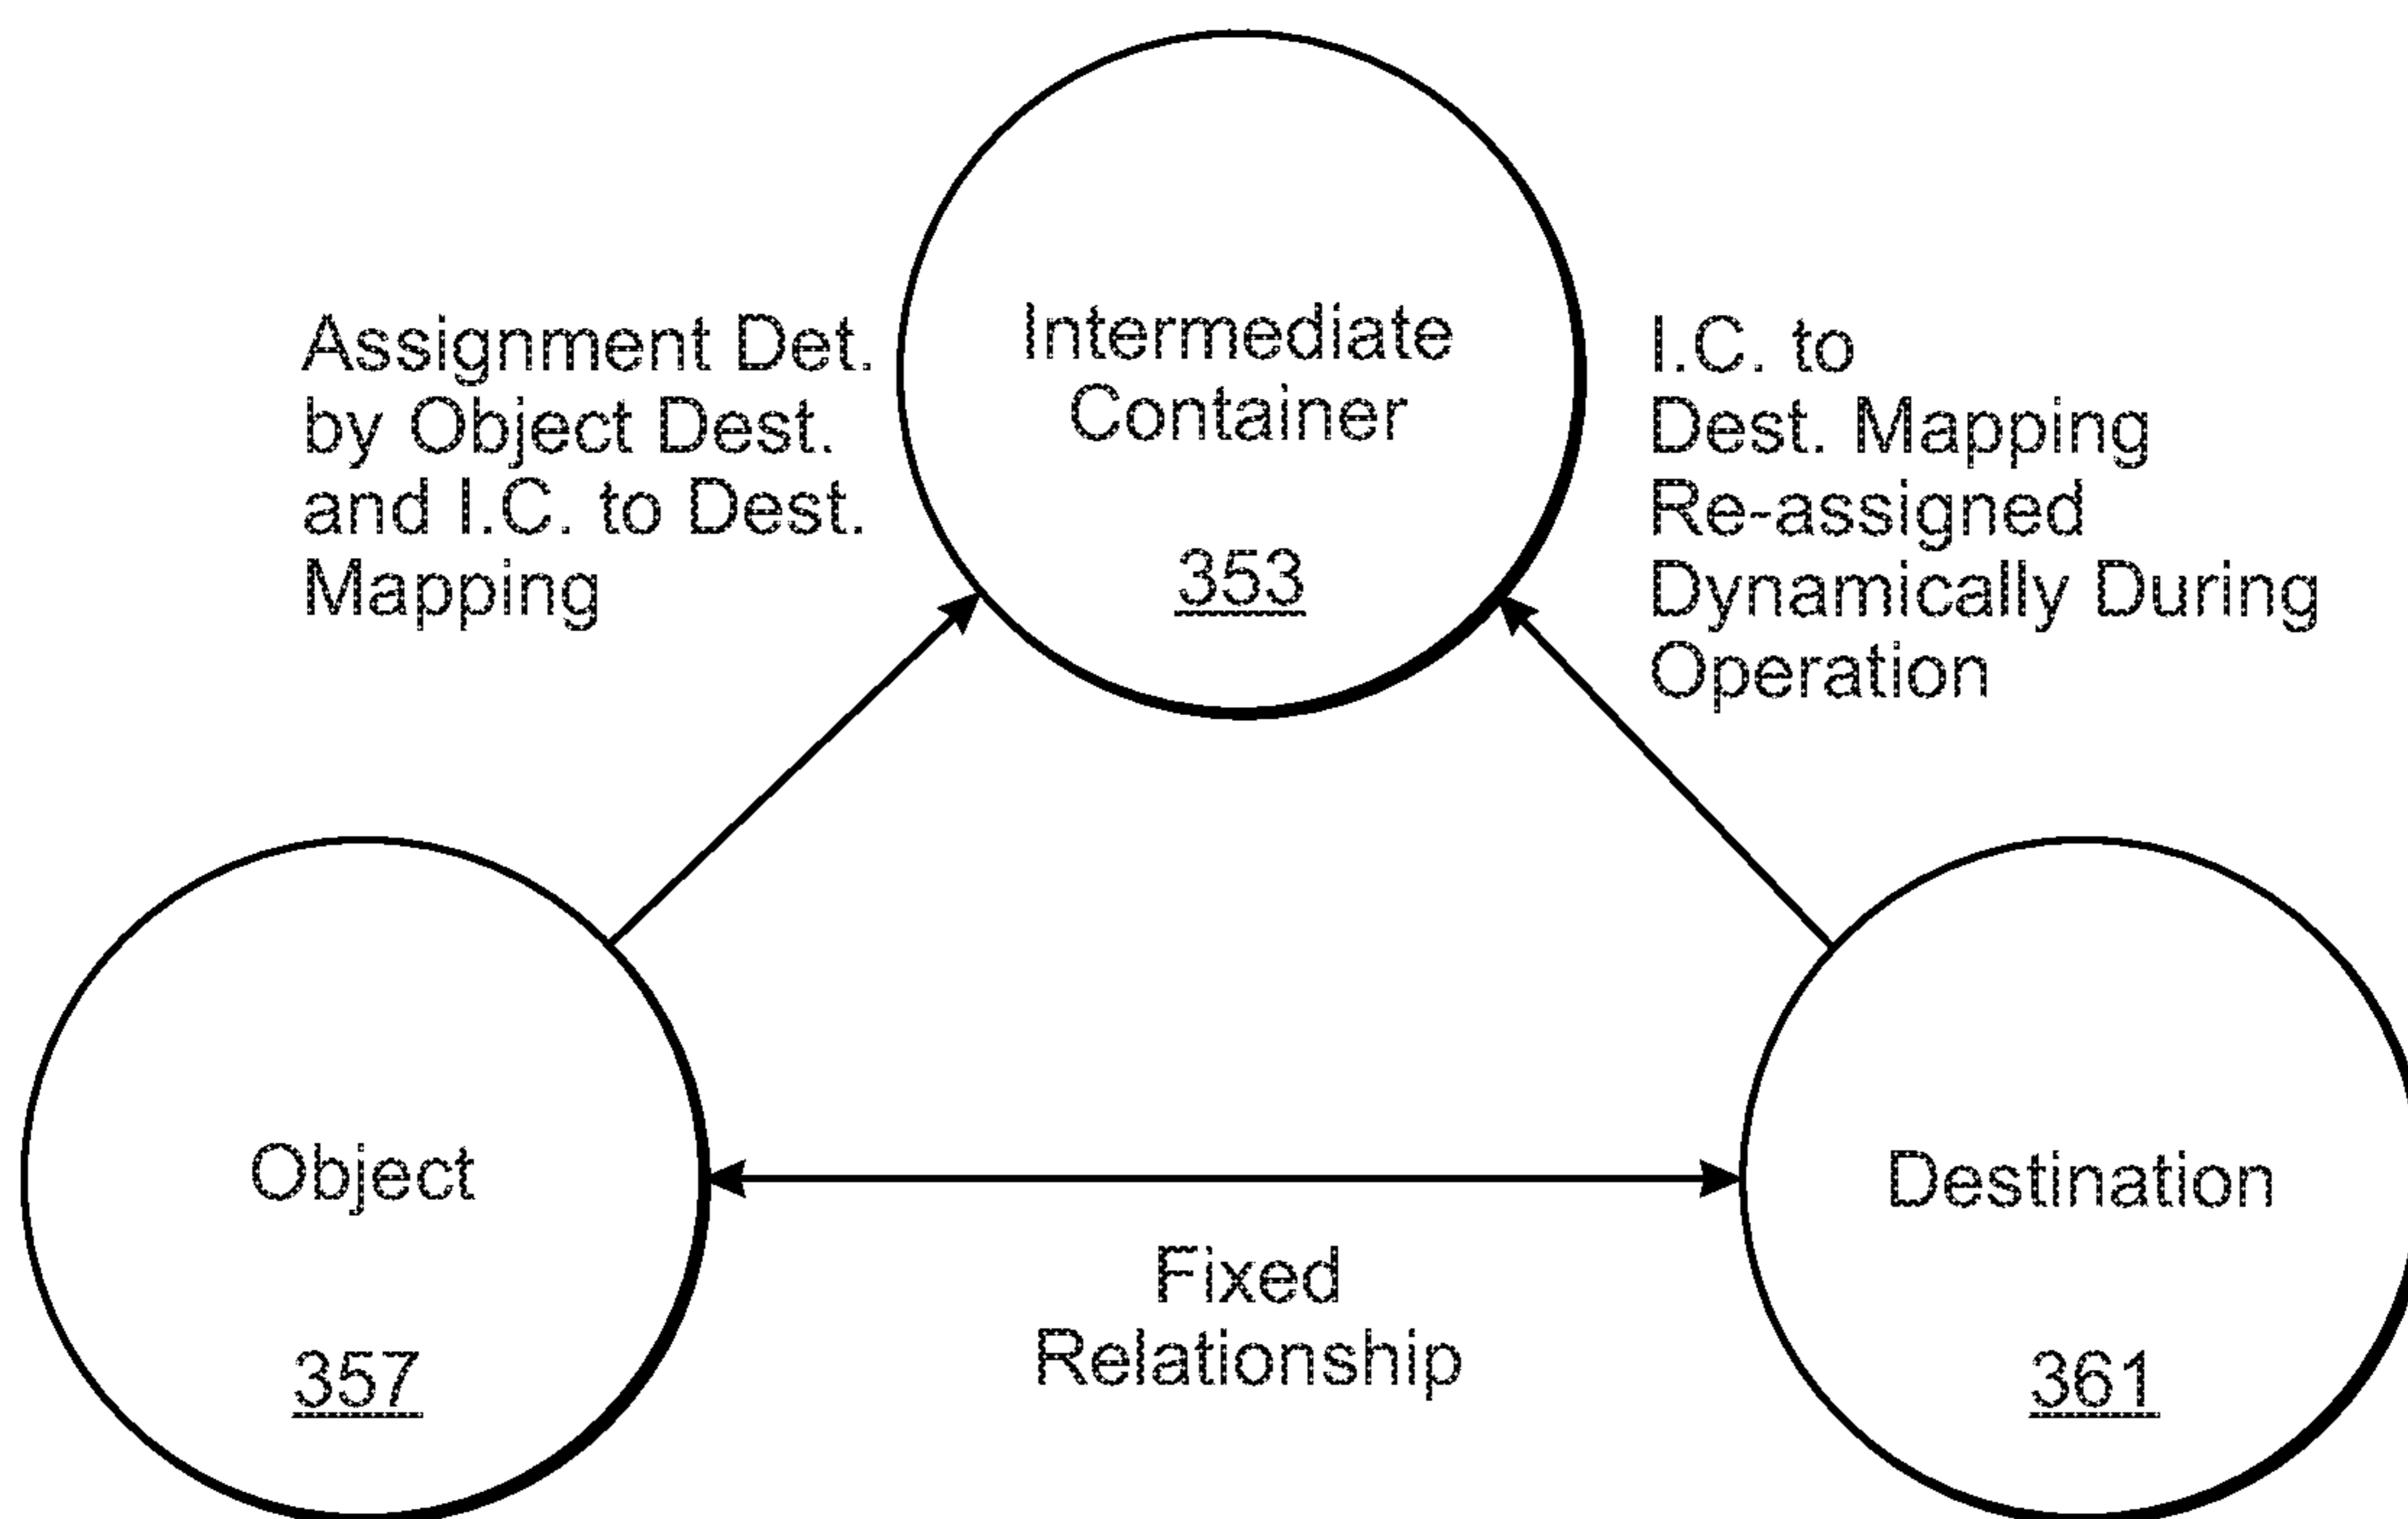 Assignment Det.
by Object Dest.
and I.C. to Dest.
Mapping
Intermediate
Container
353
I.C. to
Dest. Mapping
Re-assigned
Dynamically During
Operation
Object
357
Fixed
Relationship
Destination
361